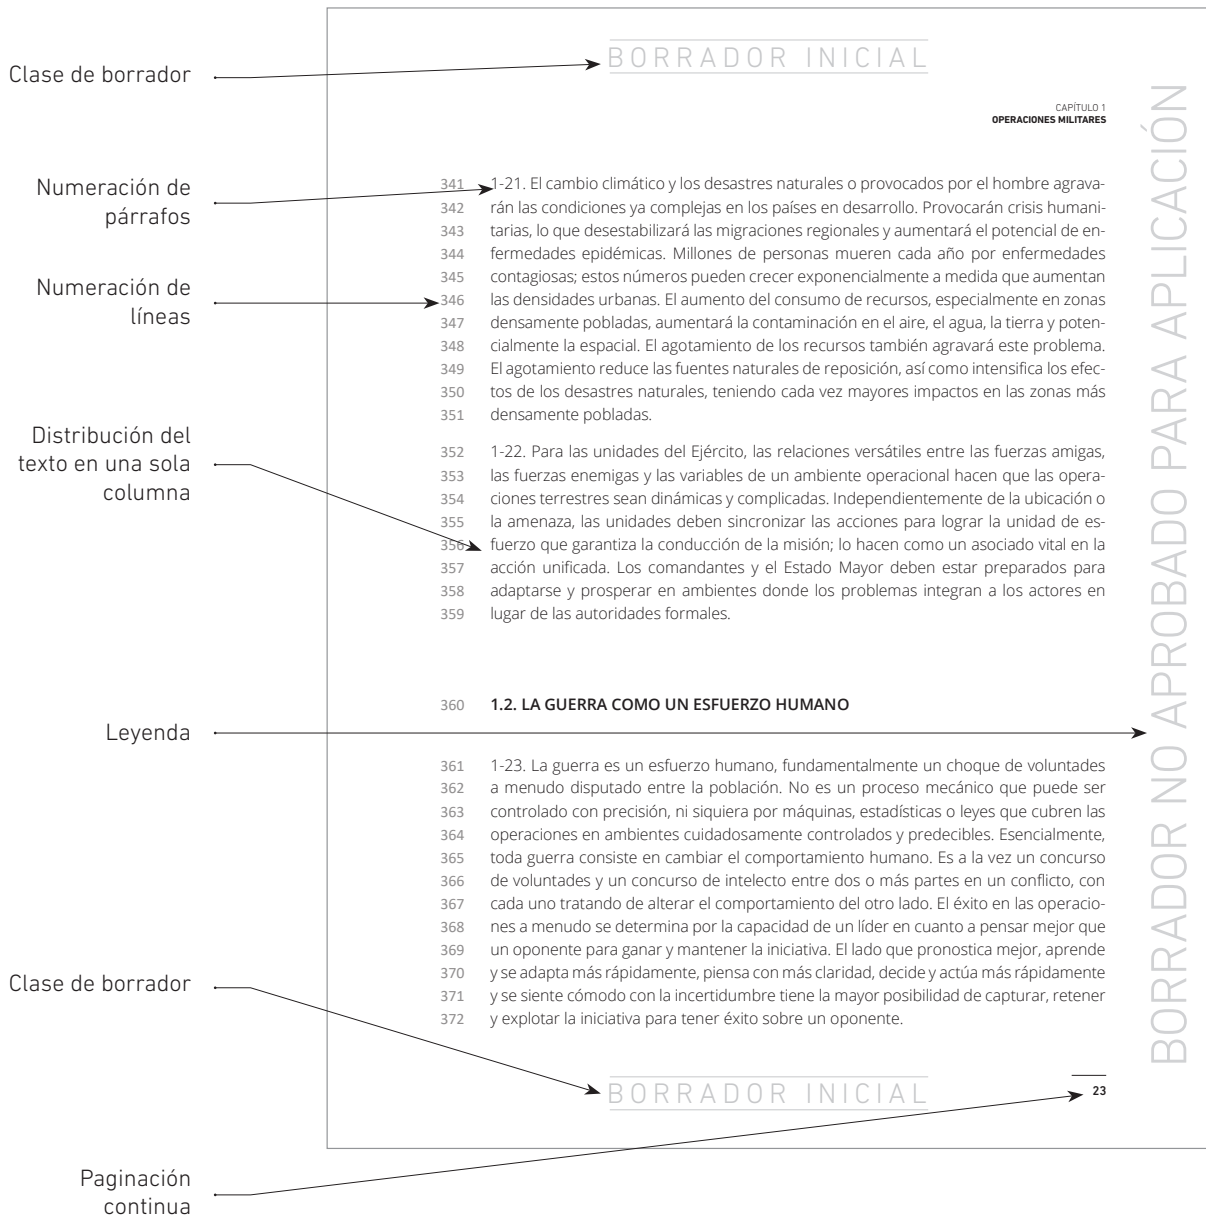 Clase de borrador
BORRADOR INICIAL
CAPÍTULO 1
OPERACIONES MILITARES
Numeración de
párrafos
Numeración de
líneas
Distribución del
texto en una sola
columna
Leyenda
Clase de borrador
Paginación
continua
341 1-21. El cambio climático y los desastres naturales o provocados por el hombre agrava-
342 rán las condiciones ya complejas en los países en desarrollo. Provocarán crisis humani-
343 tarias, lo que desestabilizará las migraciones regionales y aumentará el potencial de en-
344 fermedades epidémicas. Millones de personas mueren cada año por enfermedades
345 contagiosas; estos números pueden crecer exponencialmente a medida que aumentan
346 las densidades urbanas. El aumento del consumo de recursos, especialmente en zonas
347 densamente pobladas, aumentará la contaminación en el aire, el agua, la tierra y poten-
348 cialmente la espacial. El agotamiento de los recursos también agravará este problema.
349 El agotamiento reduce las fuentes naturales de reposición, así como intensifica los efec-
350 tos de los desastres naturales, teniendo cada vez mayores impactos en las zonas más
351 densamente pobladas.
352 1-22. Para las unidades del Ejército, las relaciones versátiles entre las fuerzas amigas,
353 las fuerzas enemigas y las variables de un ambiente operacional hacen que las opera-
354 ciones terrestres sean dinámicas y complicadas. Independientemente de la ubicación o
355 la amenaza, las unidades deben sincronizar las acciones para lograr la unidad de es-
356 fuerzo que garantiza la conducción de la misión; lo hacen como un asociado vital en la
357 acción unificada. Los comandantes y el Estado Mayor deben estar preparados para
358 adaptarse y prosperar en ambientes donde los problemas integran a los actores en
359 lugar de las autoridades formales.
360 1.2. LA GUERRA COMO UN ESFUERZO HUMANO
361 1-23. La guerra es un esfuerzo humano, fundamentalmente un choque de voluntades
362 a menudo disputado entre la población. No es un proceso mecánico que puede ser
363 controlado con precisión, ni siquiera por máquinas, estadísticas o leyes que cubren las
364 operaciones en ambientes cuidadosamente controlados y predecibles. Esencialmente,
365 toda guerra consiste en cambiar el comportamiento humano. Es a la vez un concurso
366 de voluntades y un concurso de intelecto entre dos o más partes en un conflicto, con
367 cada uno tratando de alterar el comportamiento del otro lado. El éxito en las operacio-
368 nes a menudo se determina por la capacidad de un líder en cuanto a pensar mejor que
369 un oponente para ganar y mantener la iniciativa. El lado que pronostica mejor, aprende
370 y se adapta más rápidamente, piensa con más claridad, decide y actúa más rápidamente
371 y se siente cómodo con la incertidumbre tiene la mayor posibilidad de capturar, retener
372 y explotar la iniciativa para tener éxito sobre un oponente.
BORRADOR INICIAL
23
BORRADOR NO APROBADO PARA APLICACIÓN